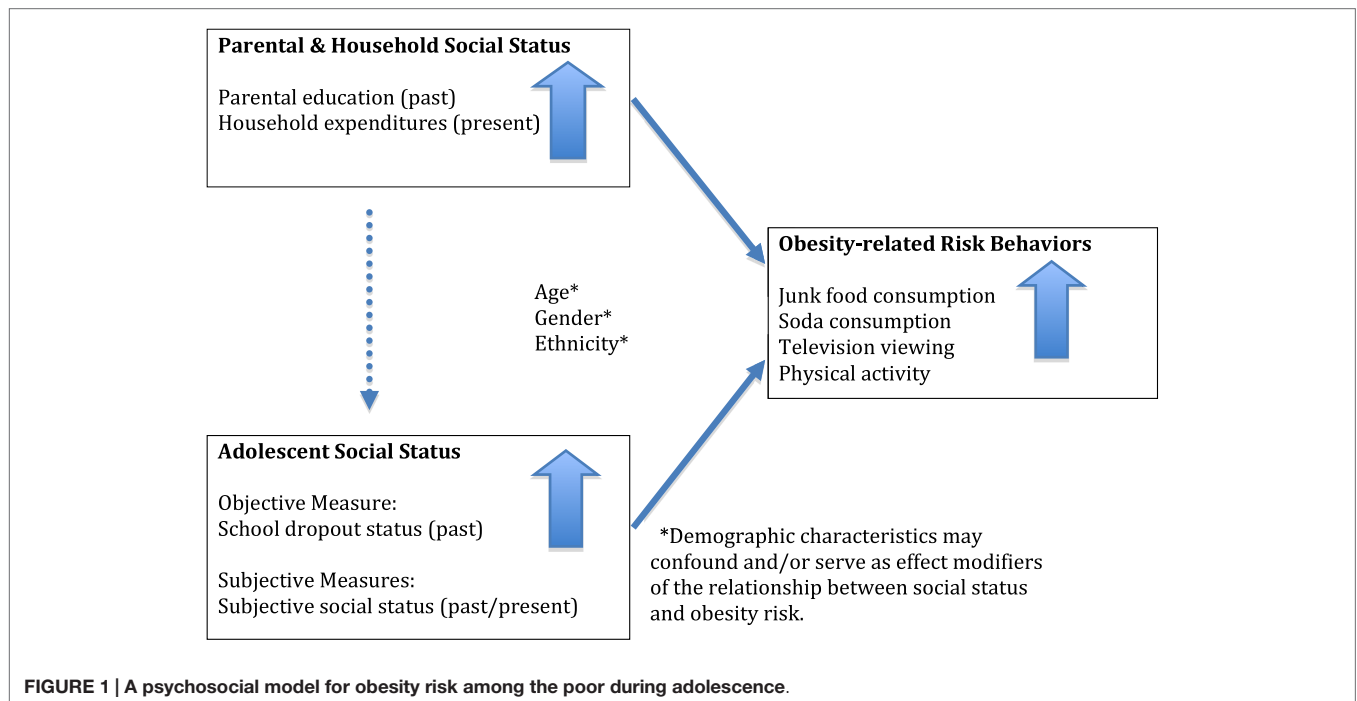 Parental & Household Social Status
Parental education (past)
Household expenditures (present)
Obesity-related Risk Behaviors
Junk food consumption
Soda consumption
Television viewing
Physical activity
Age*
Gender*
Ethnicity*
Adolescent Social Status
Objective Measure:
School dropout status (past)
Subjective Measures:
Subjective social status (past/present)
*Demographic characteristics may
confound and/or serve as effect modifiers
of the relationship between social status
and obesity risk.
FIGURE 1 | A psychosocial model for obesity risk among the poor during adolescence.